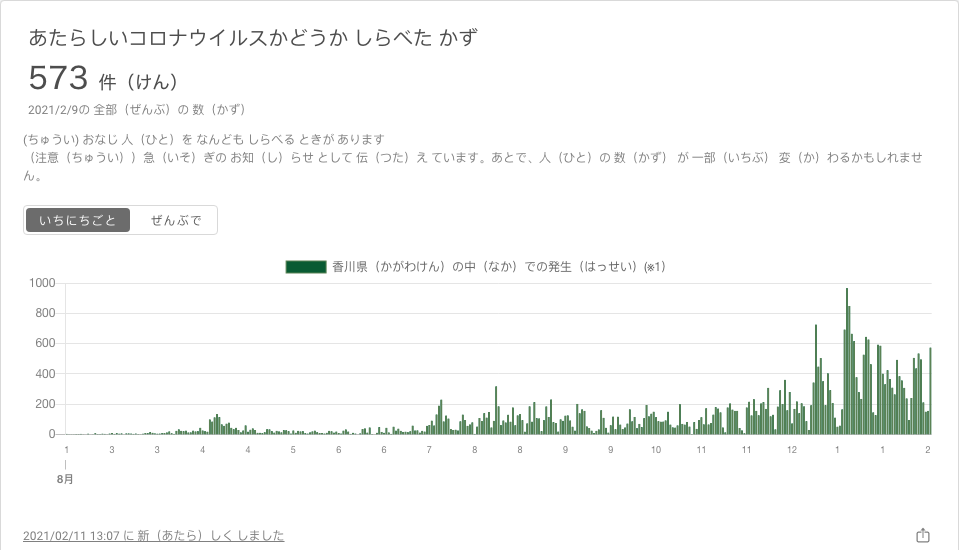 あたらしいコロナウイルスかどうか しらべた かず
573 件（けん）
2021/2/9の 全部（ぜんぶ）の 数（かず）
(ちゅうい) おなじ 人（ひと）を なんども しらべる ときが あります
（注意（ちゅうい））急（いそ）ぎの お知（し）らせ として 伝（つた）え ています。あとで、人（ひと）の 数（かず） が 一部（いちぶ） 変（か）わるかもしれませ
ん。
いちにちごと ぜんぶで
香川県（かがわけん）の中（なか）での発生（はっせい）(※1)
1000
800
600
400
200
0
1 3 3 4 4 5 5 6 7 8 8 9 9 10 11 11 12 1 1 2
8月
2021/02/11 13:07 に 新（あたら）しく しました